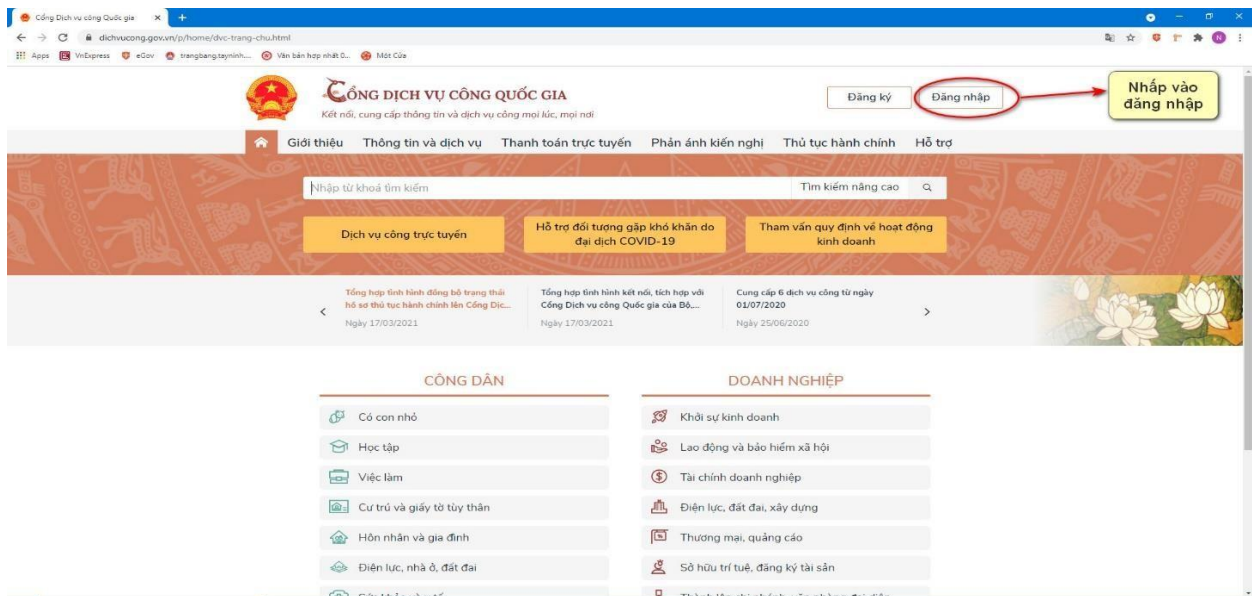 Cổng Dịch vụ công Quốc gia
dichvucong.gov.vn/p/home/dvc-trang-chu.html
Apps VnExpress eGov trangbang.tayninh.... Văn bản hợp nhất 0... Một Cửa
CỔNG DỊCH VỤ CÔNG QUỐC GIA
Kết nối, cung cấp thông tin và dịch vụ công mọi lúc, mọi nơi
Đăng ký
Đăng nhập
Nhấp vào
đăng nhập
Giới thiệu Thông tin và dịch vụ Thanh toán trực tuyến Phản ánh kiến nghị Thủ tục hành chính Hỗ trợ
Nhập từ khoá tìm kiếm
Tìm kiếm nâng cao
Dịch vụ công trực tuyến
Hỗ trợ đối tượng gặp khó khăn do
đại dịch COVID-19
Tham vấn quy định về hoạt động
kinh doanh
Tổng hợp tình hình đồng bộ trạng thái
hồ sơ thủ tục hành chính lên Cổng Dịc...
Ngày 17/03/2021
Tổng hợp tình hình kết nối, tích hợp với
Cổng Dịch vụ công Quốc gia của Bộ,...
Ngày 17/03/2021
Cung cấp 6 dịch vụ công từ ngày
01/07/2020
Ngày 25/06/2020
CÔNG DÂN
Có con nhỏ
Học tập
Việc làm
Cư trú và giấy tờ tùy thân
Hôn nhân và gia đình
Điện lực, nhà ở, đất đai
DOANH NGHIỆP
Khởi sự kinh doanh
Lao động và bảo hiểm xã hội
Tài chính doanh nghiệp
Điện lực, đất đai, xây dựng
Thương mại, quảng cáo
Sở hữu trí tuệ, đăng ký tài sản